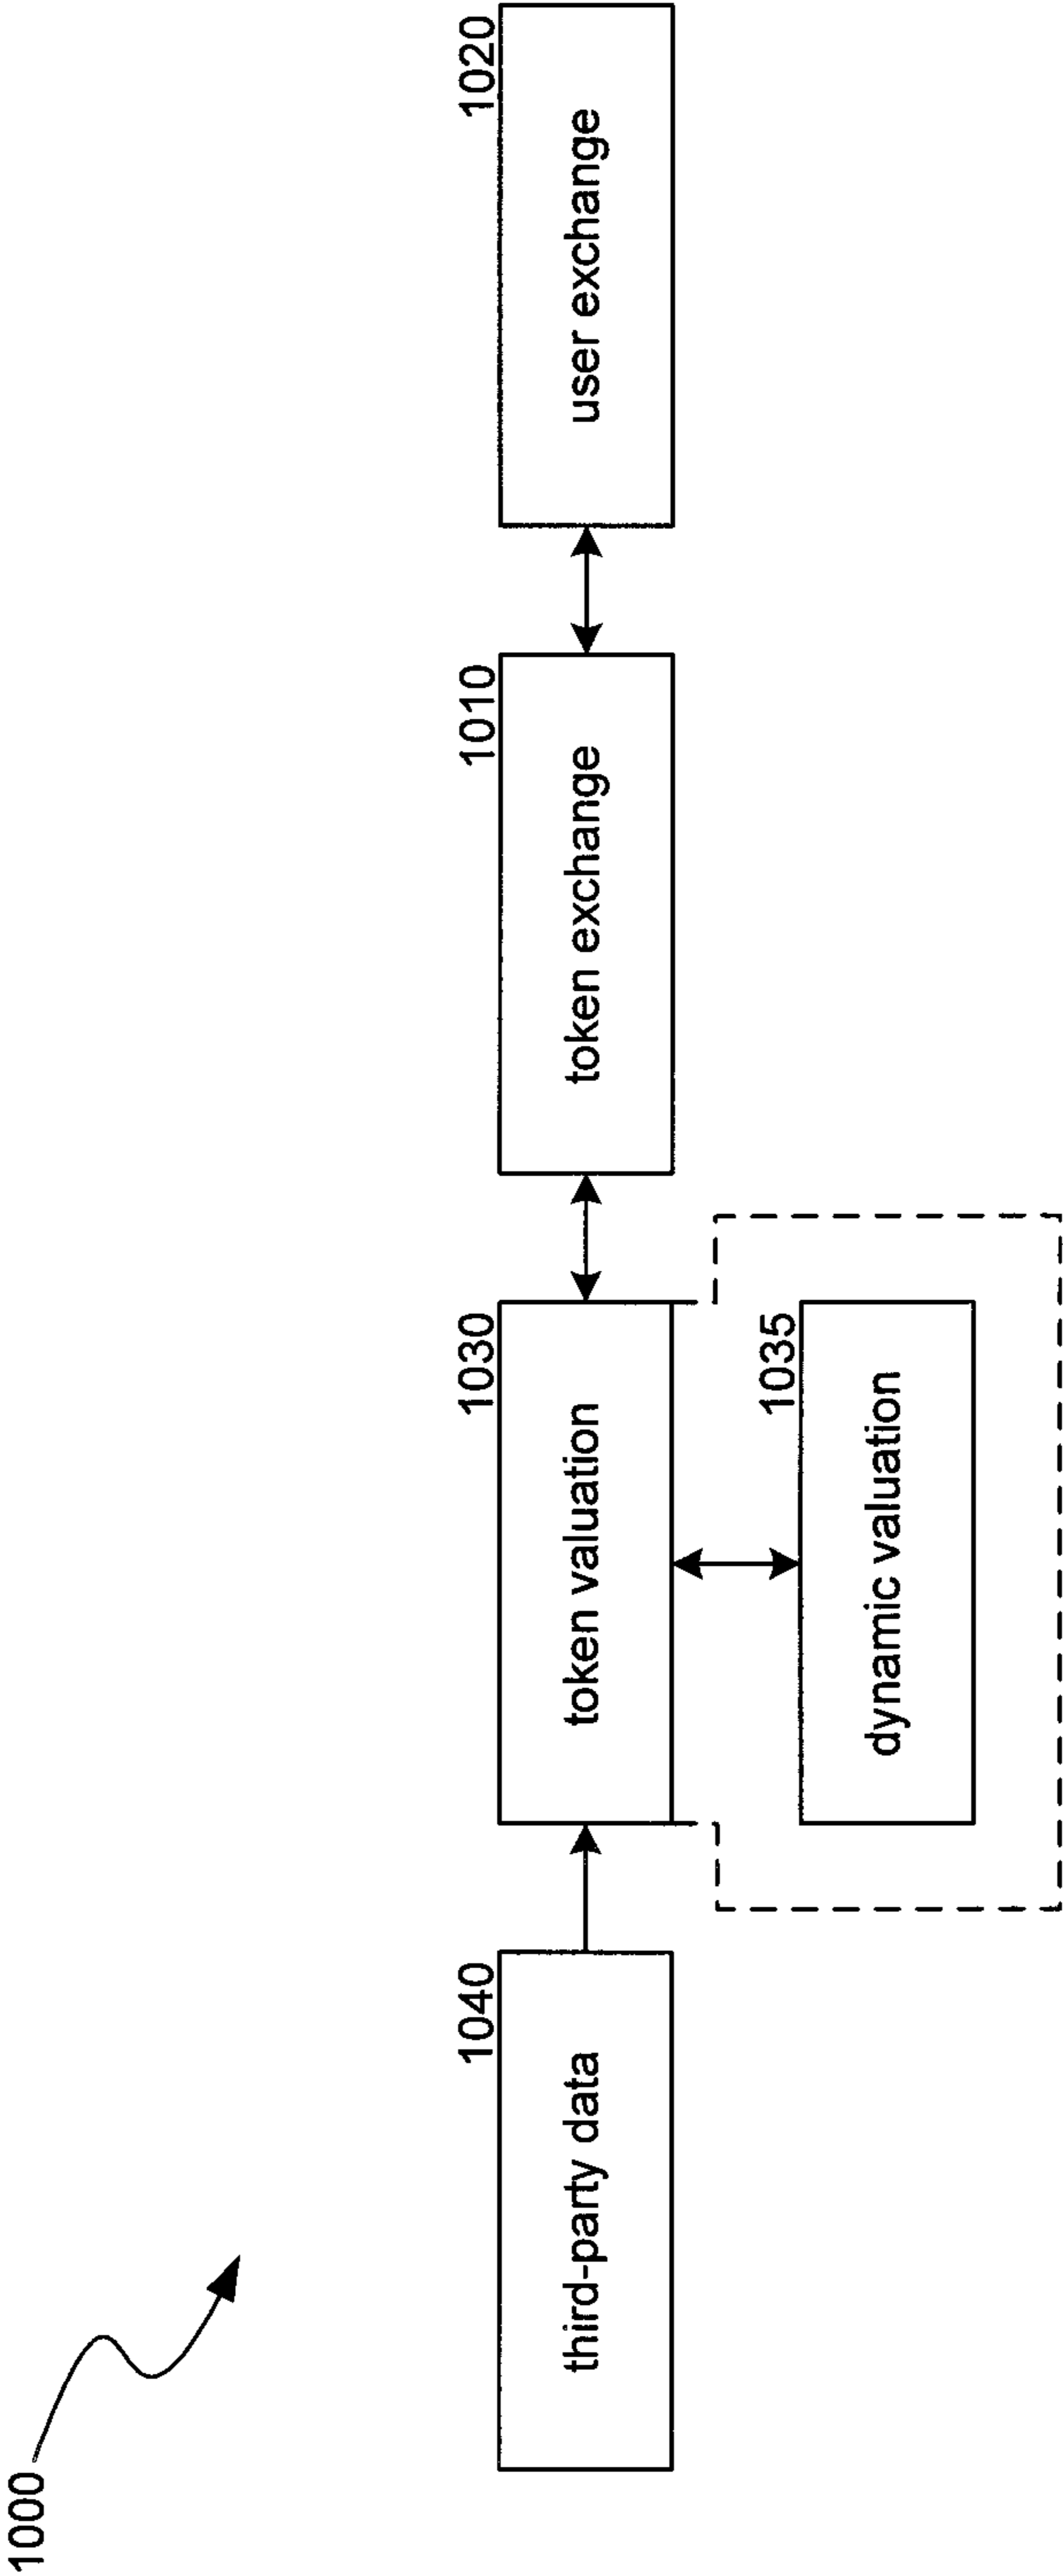 1000
1040
third-party data
1030
token valuation
1035
dynamic valuation
1010
token exchange
1020
user exchange